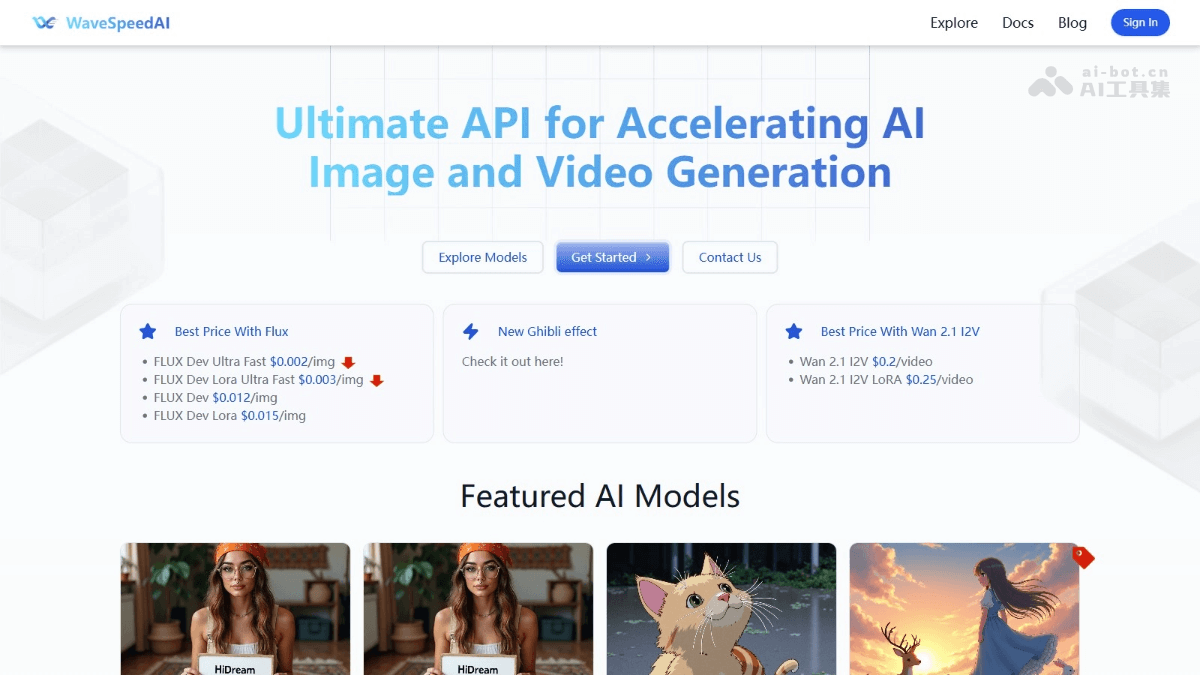 WaveSpeedAI
Explore
Docs
Blog
Sign In
ai-bot.cn
AI工具集
Ultimate API for Accelerating AI
Image and Video Generation
Explore Models
Get Started
Contact Us
Best Price With Flux
FLUX Dev Ultra Fast $0.002/img
FLUX Dev Lora Ultra Fast $0.003/img
FLUX Dev $0.012/img
FLUX Dev Lora $0.015/img
New Ghibli effect
Check it out here!
Best Price With Wan 2.1 I2V
Wan 2.1 I2V $0.2/video
Wan 2.1 I2V LoRA $0.25/video
Featured AI Models
HiDream
HiDream